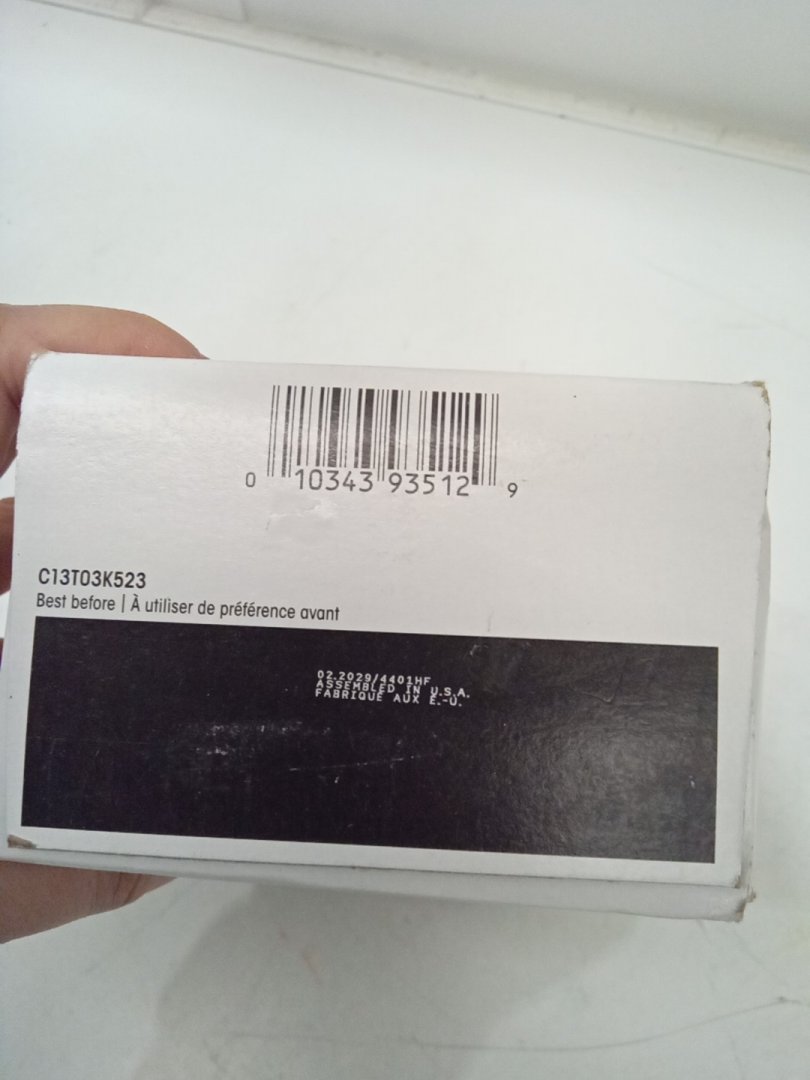 0 10343 93512 9
C13T03K523
Best before | À utiliser de préférence avant
02.2029/4401HF
ASSEMBLED IN U.S.A.
FABRIQUÉ AUX É.-U.